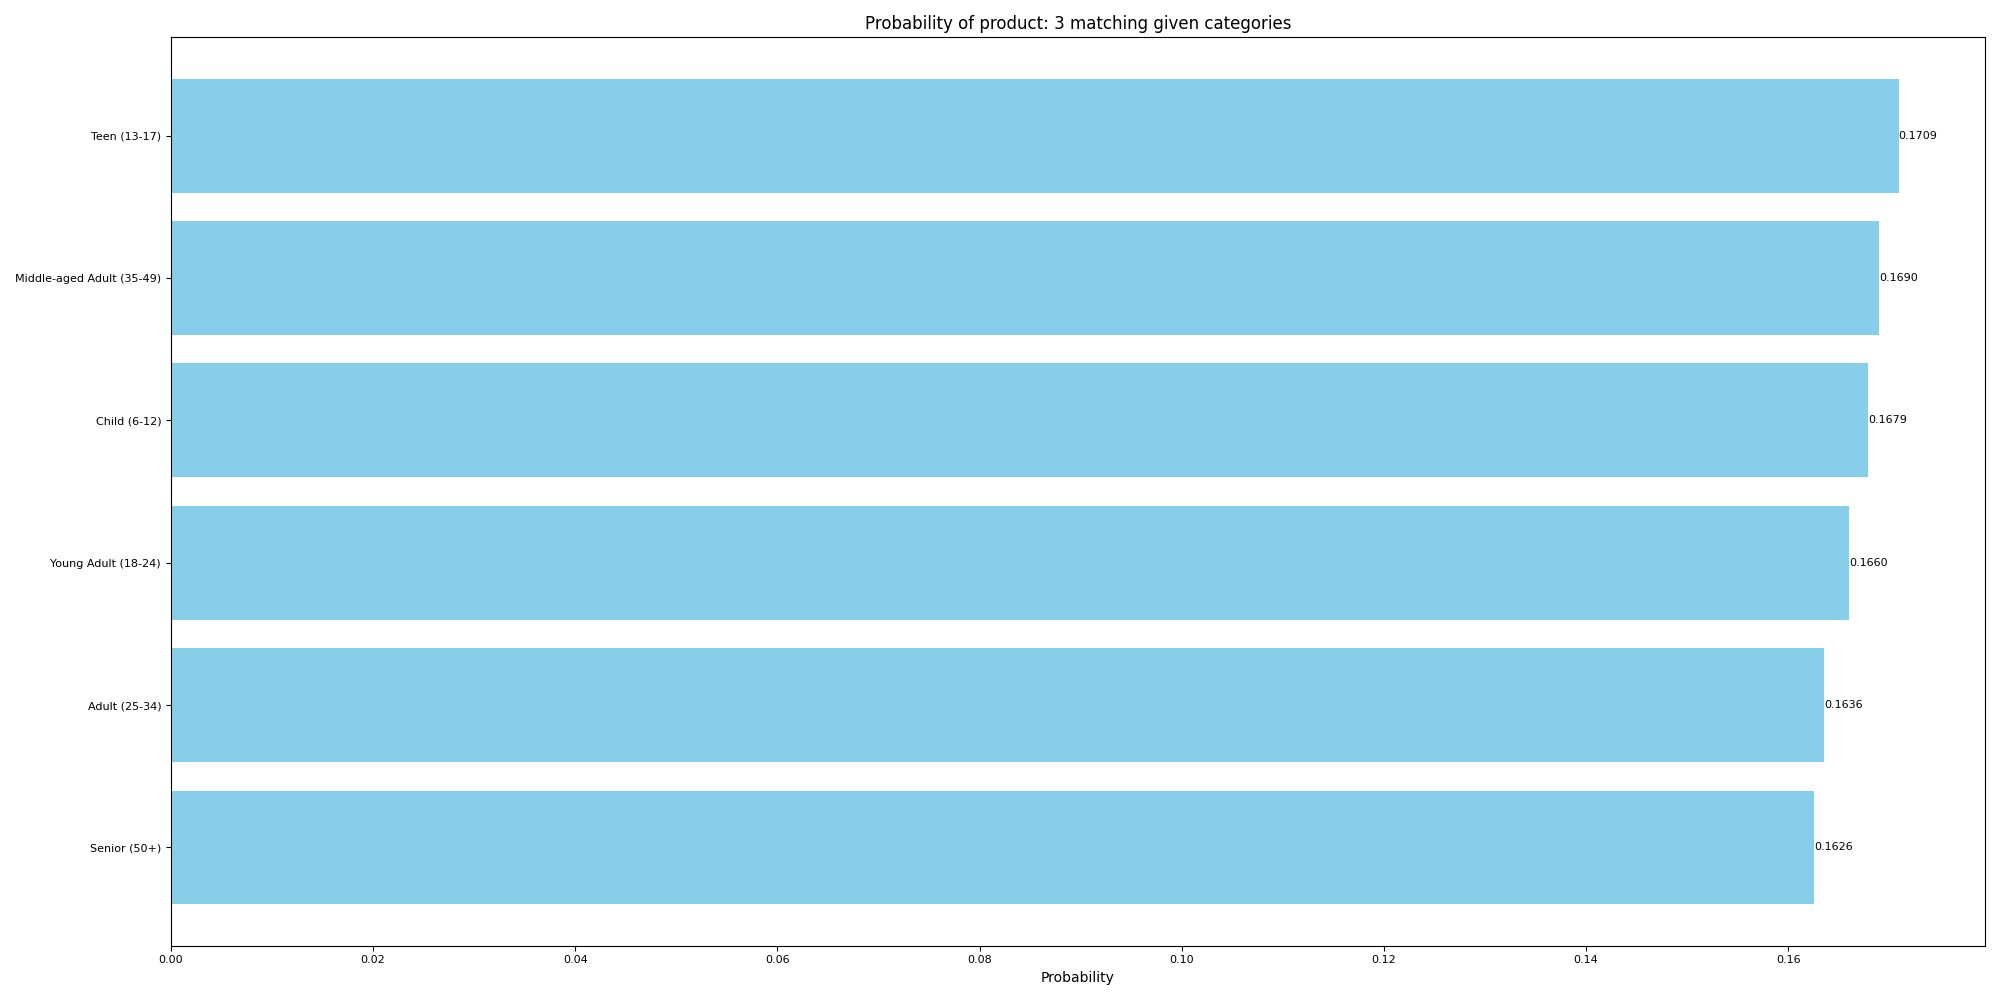 Probability of product: 3 matching given categories
Teen (13-17)
0.1709
Middle-aged Adult (35-49)
0.1690
Child (6-12)
0.1679
Young Adult (18-24)
0.1660
Adult (25-34)
0.1636
Senior (50+)
0.1626
0.00 0.02 0.04 0.06 0.08 0.10 0.12 0.14 0.16
Probability